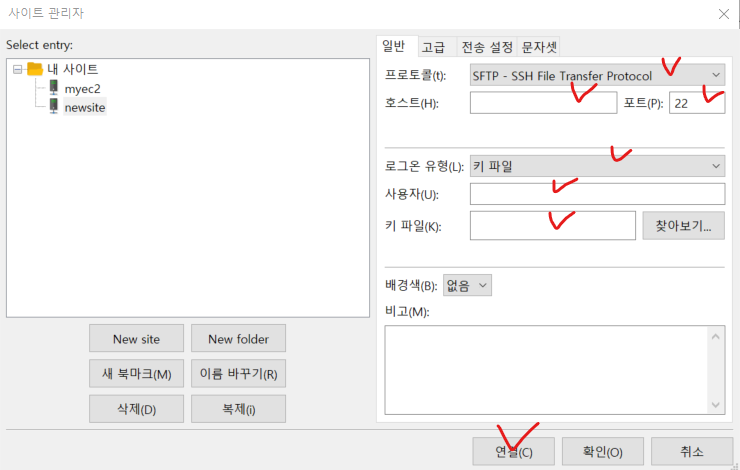 사이트 관리자
Select entry:
내 사이트
myec2
newsite
New site New folder
새 북마크(M) 이름 바꾸기(R)
삭제(D) 복제(i)
일반 고급 전송 설정 문자셋
프로토콜(t): SFTP - SSH File Transfer Protocol
호스트(H): 포트(P): 22
로그온 유형(L): 키 파일
사용자(U):
키 파일(K): 찾아보기...
배경색(B): 없음
비고(M):
연결(C) 확인(O) 취소